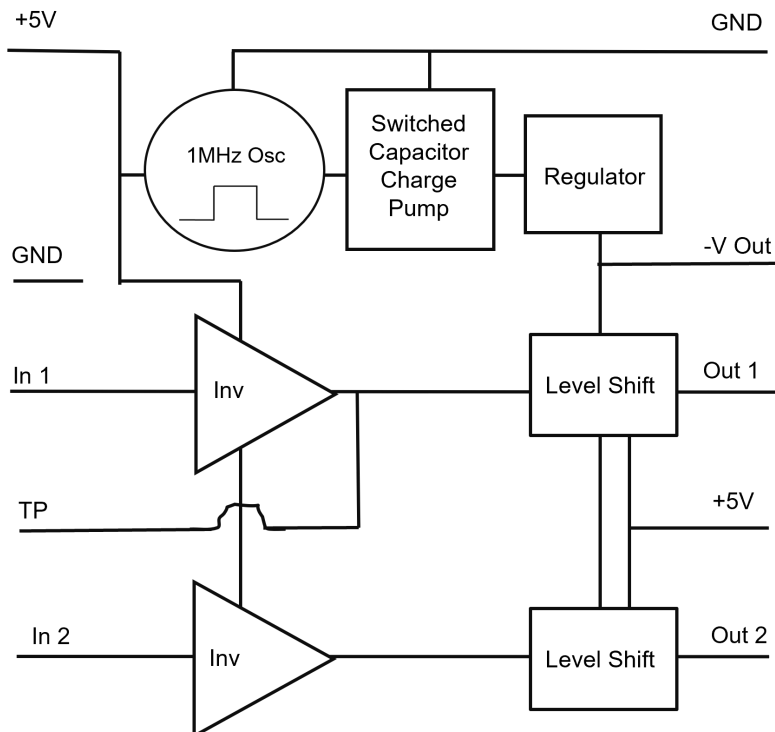 +5V
GND
1MHz Osc
Switched
Capacitor
Charge
Pump
Regulator
GND
-V Out
In 1
Inv
Level Shift
Out 1
TP
+5V
In 2
Inv
Level Shift
Out 2